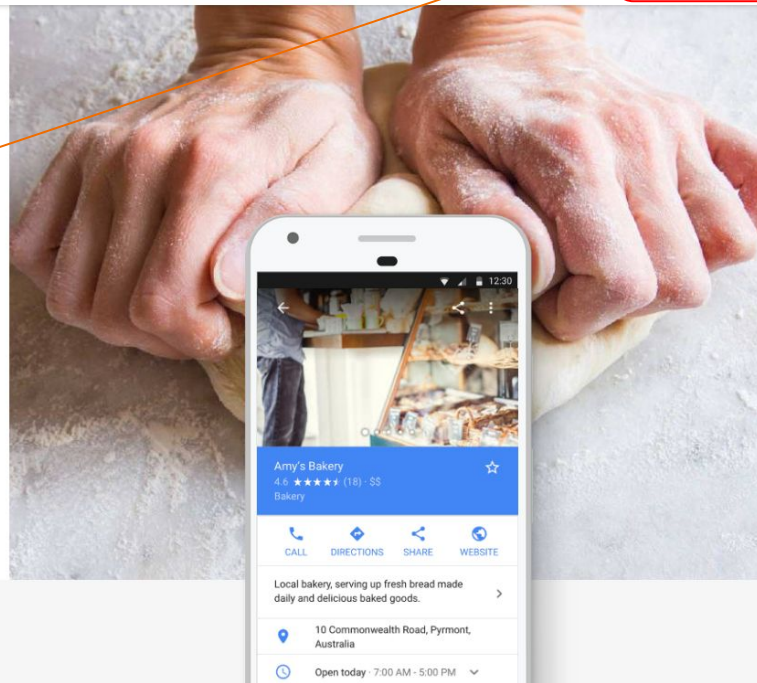 12:30
Amy's Bakery
4.6 ★★★★★ (18) · $$
Bakery
CALL DIRECTIONS SHARE WEBSITE
Local bakery, serving up fresh bread made
daily and delicious baked goods.
10 Commonwealth Road, Pyrmont,
Australia
Open today · 7:00 AM - 5:00 PM